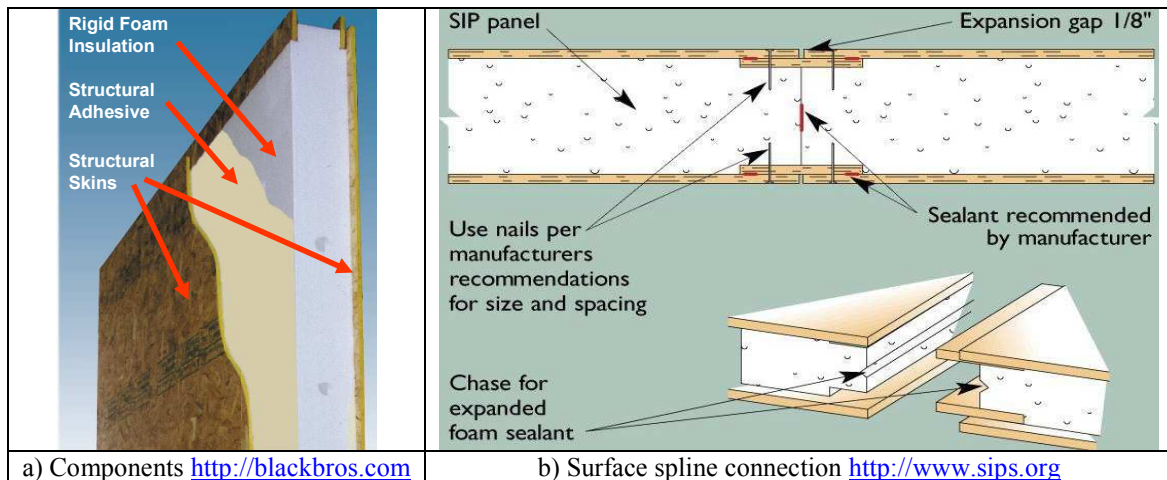 Rigid Foam
Insulation
Structural
Adhesive
Structural
Skins
a) Components http://blackbros.com
SIP panel
Expansion gap 1/8"
Use nails per
manufacturers
recommendations
for size and spacing
Sealant recommended
by manufacturer
Chase for
expanded
foam sealant
b) Surface spline connection http://www.sips.org